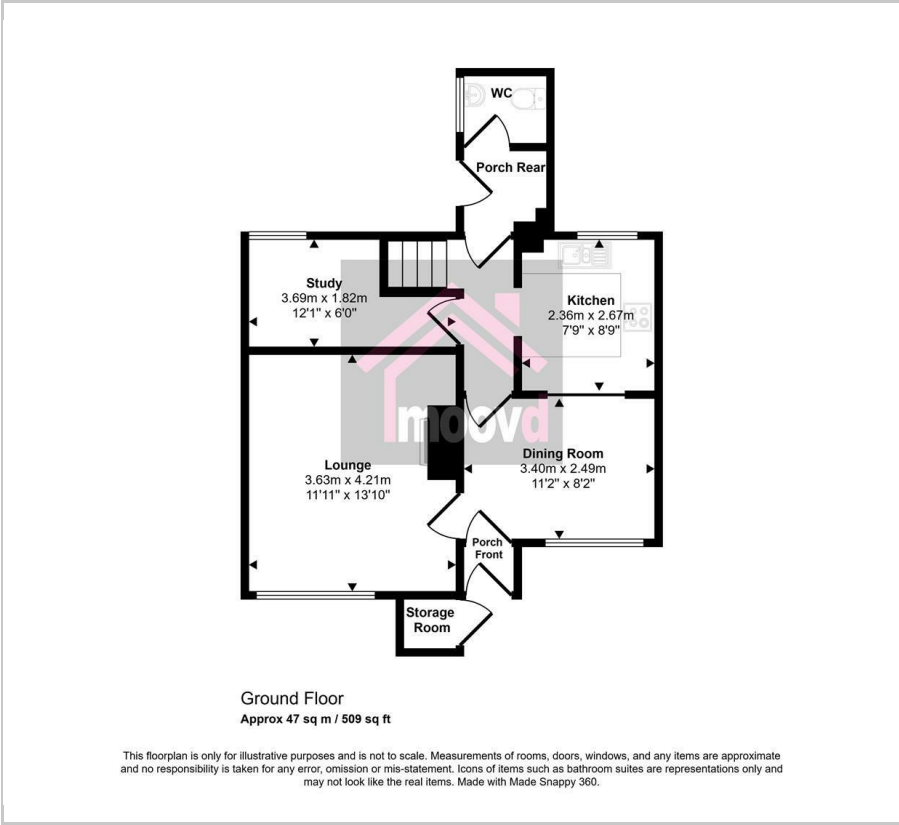 WC
Porch Rear
Study
3.69m x 1.82m
12'1" x 6'0"
Kitchen
2.36m x 2.67m
7'9" x 8'9"
moovd
Lounge
3.63m x 4.21m
11'11" x 13'10"
Dining Room
3.40m x 2.49m
11'2" x 8'2"
Porch
Front
Storage
Room
Ground Floor
Approx 47 sq m / 509 sq ft
This floorplan is only for illustrative purposes and is not to scale. Measurements of rooms, doors, windows, and any items are approximate
and no responsibility is taken for any error, omission or mis-statement. Icons of items such as bathroom suites are representations only and
may not look like the real items. Made with Made Snappy 360.